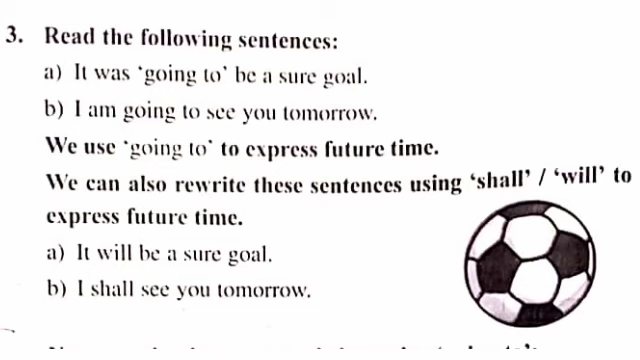 3. Read the following sentences:
a) It was 'going to' be a sure goal.
b) I am going to see you tomorrow.
We use 'going to' to express future time.
We can also rewrite these sentences using 'shall' / 'will' to
express future time.
a) It will be a sure goal.
b) I shall see you tomorrow.